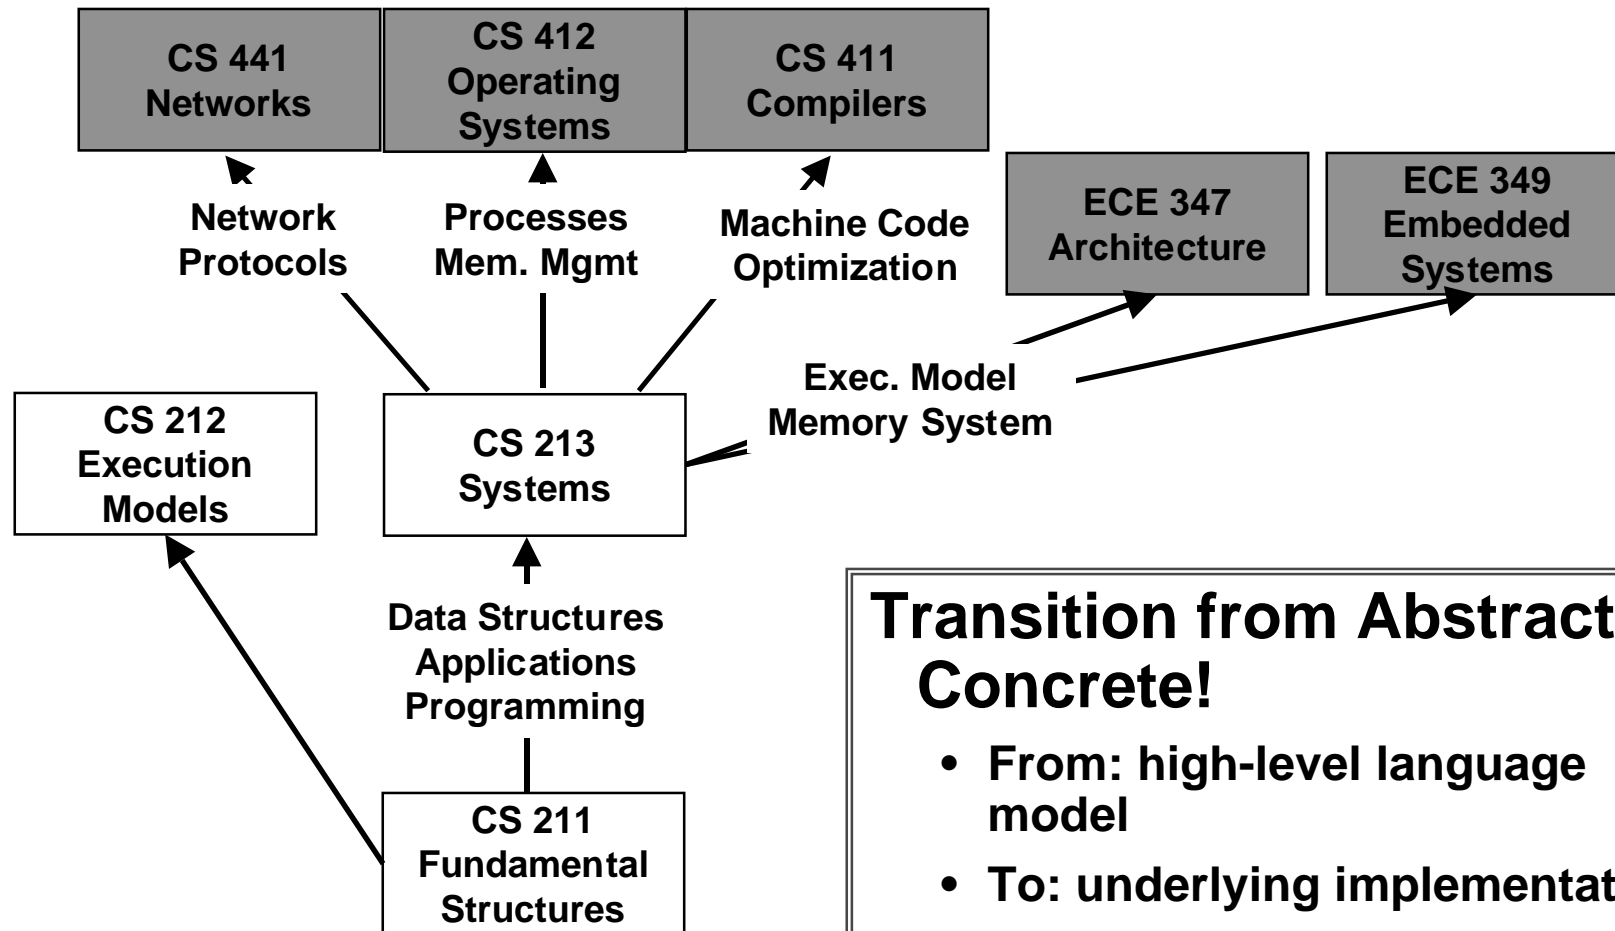 CS 441
Networks
CS 412
Operating
Systems
CS 411
Compilers
ECE 347
Architecture
ECE 349
Embedded
Systems
Network
Protocols
Processes
Mem. Mgmt
Machine Code
Optimization
Exec. Model
Memory System
CS 212
Execution
Models
CS 213
Systems
Data Structures
Applications
Programming
CS 211
Fundamental
Structures
Transition from Abstract
Concrete!
• From: high-level language
model
• To: underlying implementat